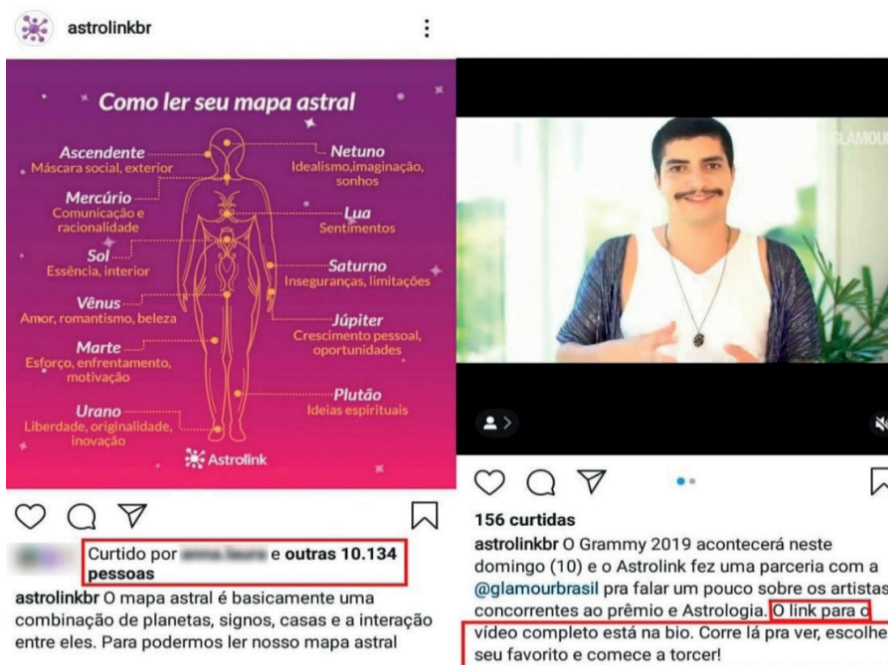 astrolinkbr
Como ler seu mapa astral
Ascendente
Máscara social, exterior
Mercúrio
Comunicação e
racionalidade
Sol
Essência, interior
Vênus
Amor, romantismo, beleza
Marte
Esforço, enfrentamento,
motivação
Urano
Liberdade, originalidade,
inovação
Netuno
Idealismo,imaginação,
sonhos
Lua
Sentimentos
Saturno
Inseguranças, limitações
Júpiter
Crescimento pessoal,
oportunidades
Plutão
Ideias espirituais
Astrolink
Curtido por e outras 10.134
pessoas
astrolinkbr O mapa astral é basicamente uma
combinação de planetas, signos, casas e a interação
entre eles. Para podermos ler nosso mapa astral
GLAMOUR
156 curtidas
astrolinkbr O Grammy 2019 acontecerá neste
domingo (10) e o Astrolink fez uma parceria com a
@glamourbrasil pra falar um pouco sobre os artistas
concorrentes ao prêmio e Astrologia. O link para o
vídeo completo está na bio. Corre lá pra ver, escolhe
seu favorito e comece a torcer!